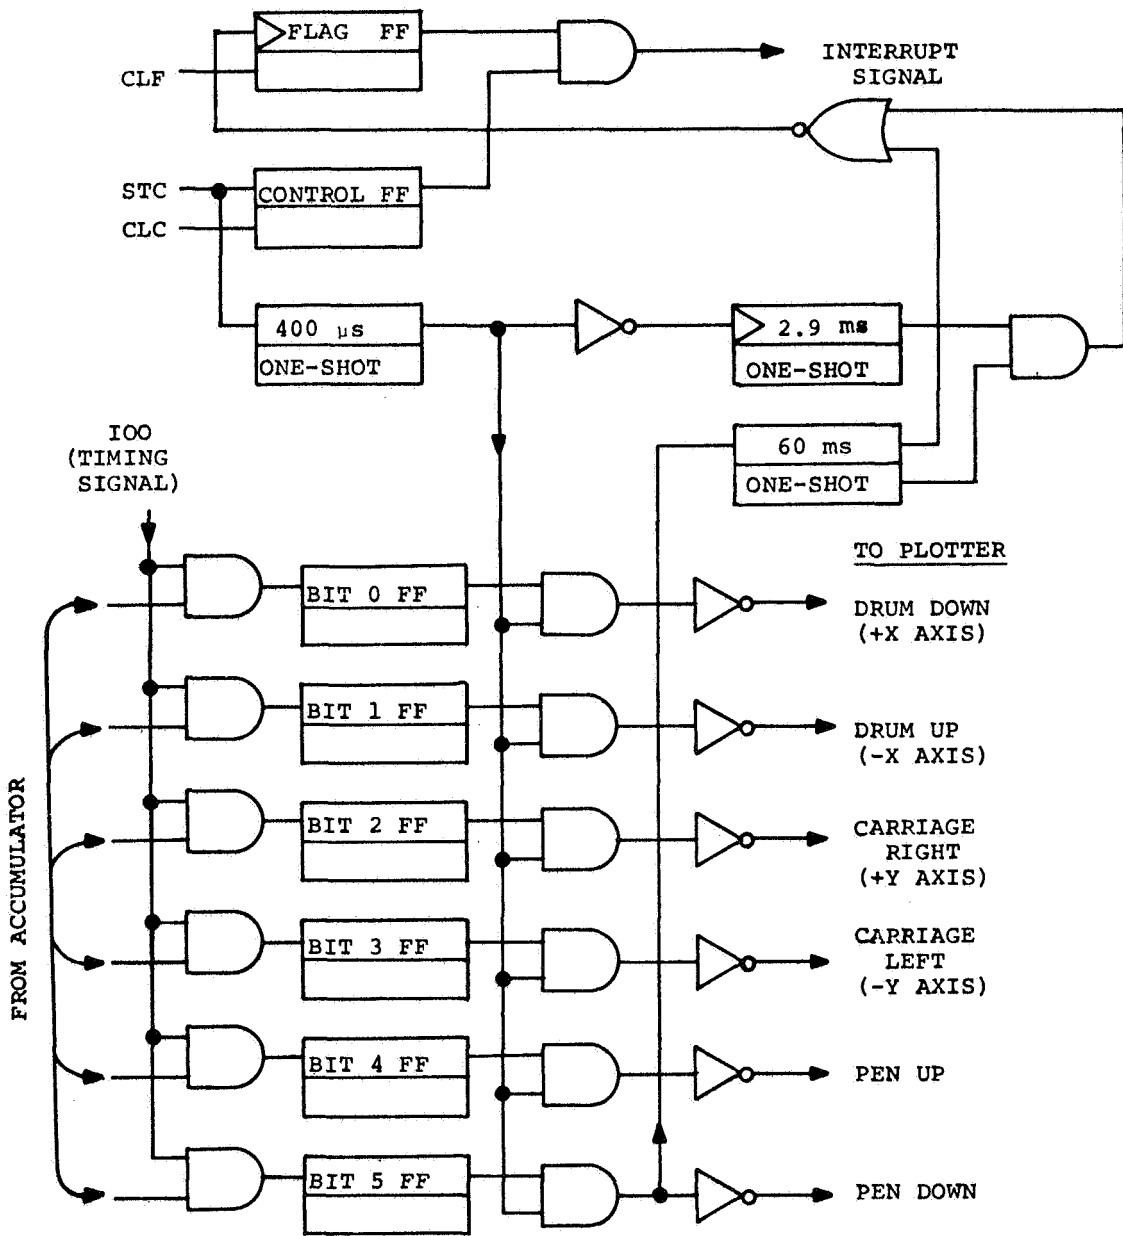 FLAG FF
CLF
INTERRUPT
SIGNAL
STC
CONTROL FF
CLC
400 µs
ONE-SHOT
2.9 ms
ONE-SHOT
60 ms
ONE-SHOT
IOO
(TIMING
SIGNAL)
TO PLOTTER
BIT 0 FF
DRUM DOWN
(+X AXIS)
BIT 1 FF
DRUM UP
(-X AXIS)
FROM ACCUMULATOR
BIT 2 FF
CARRIAGE
RIGHT
(+Y AXIS)
BIT 3 FF
CARRIAGE
LEFT
(-Y AXIS)
BIT 4 FF
PEN UP
BIT 5 FF
PEN DOWN